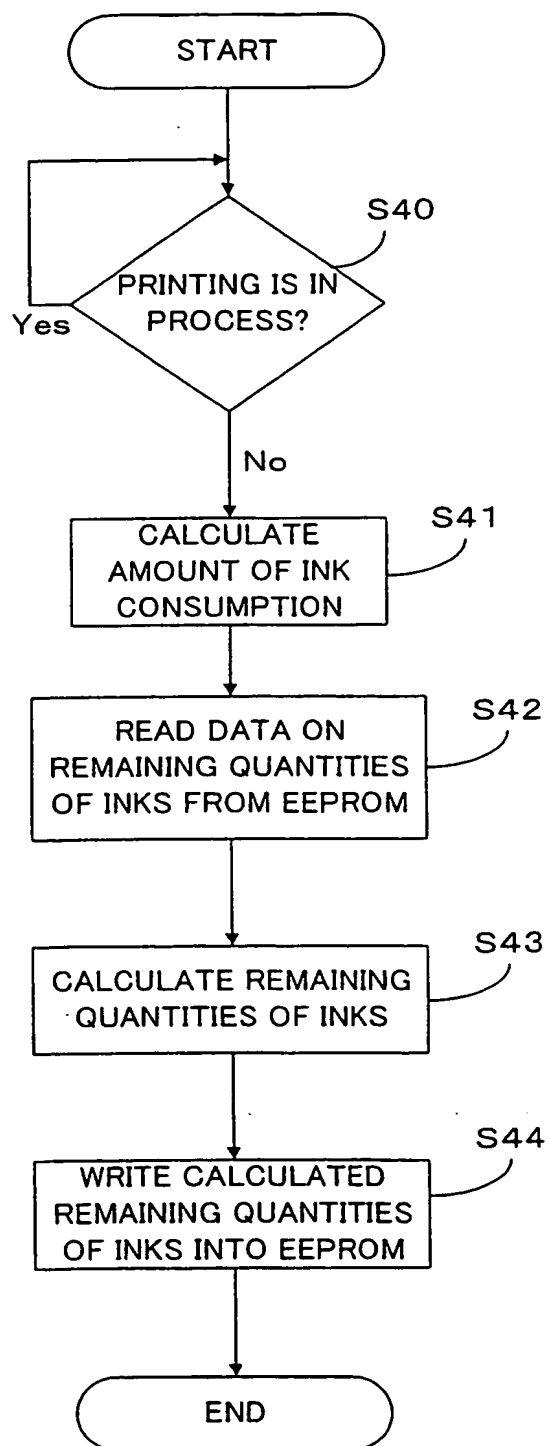 START
S40
PRINTING IS IN
PROCESS?
Yes
No
S41
CALCULATE
AMOUNT OF INK
CONSUMPTION
S42
READ DATA ON
REMAINING QUANTITIES
OF INKS FROM EEPROM
S43
CALCULATE REMAINING
QUANTITIES OF INKS
S44
WRITE CALCULATED
REMAINING QUANTITIES
OF INKS INTO EEPROM
END